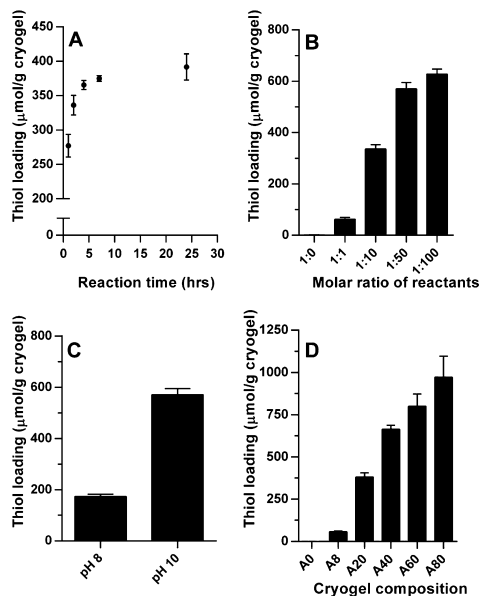 A
Thiol loading (μmol/g cryogel)
450
400
350
300
250
200
0
0 5 10 15 20 25 30
Reaction time (hrs)
B
Thiol loading (μmol/g cryogel)
800
600
400
200
0
1:0 1:1 1:10 1:50 1:100
Molar ratio of reactants
C
Thiol loading (μmol/g cryogel)
800
600
400
200
0
pH 8 pH 10
D
Thiol loading (μmol/g cryogel)
1250
1000
750
500
250
0
A0 A8 A20 A40 A60 A80
Cryogel composition